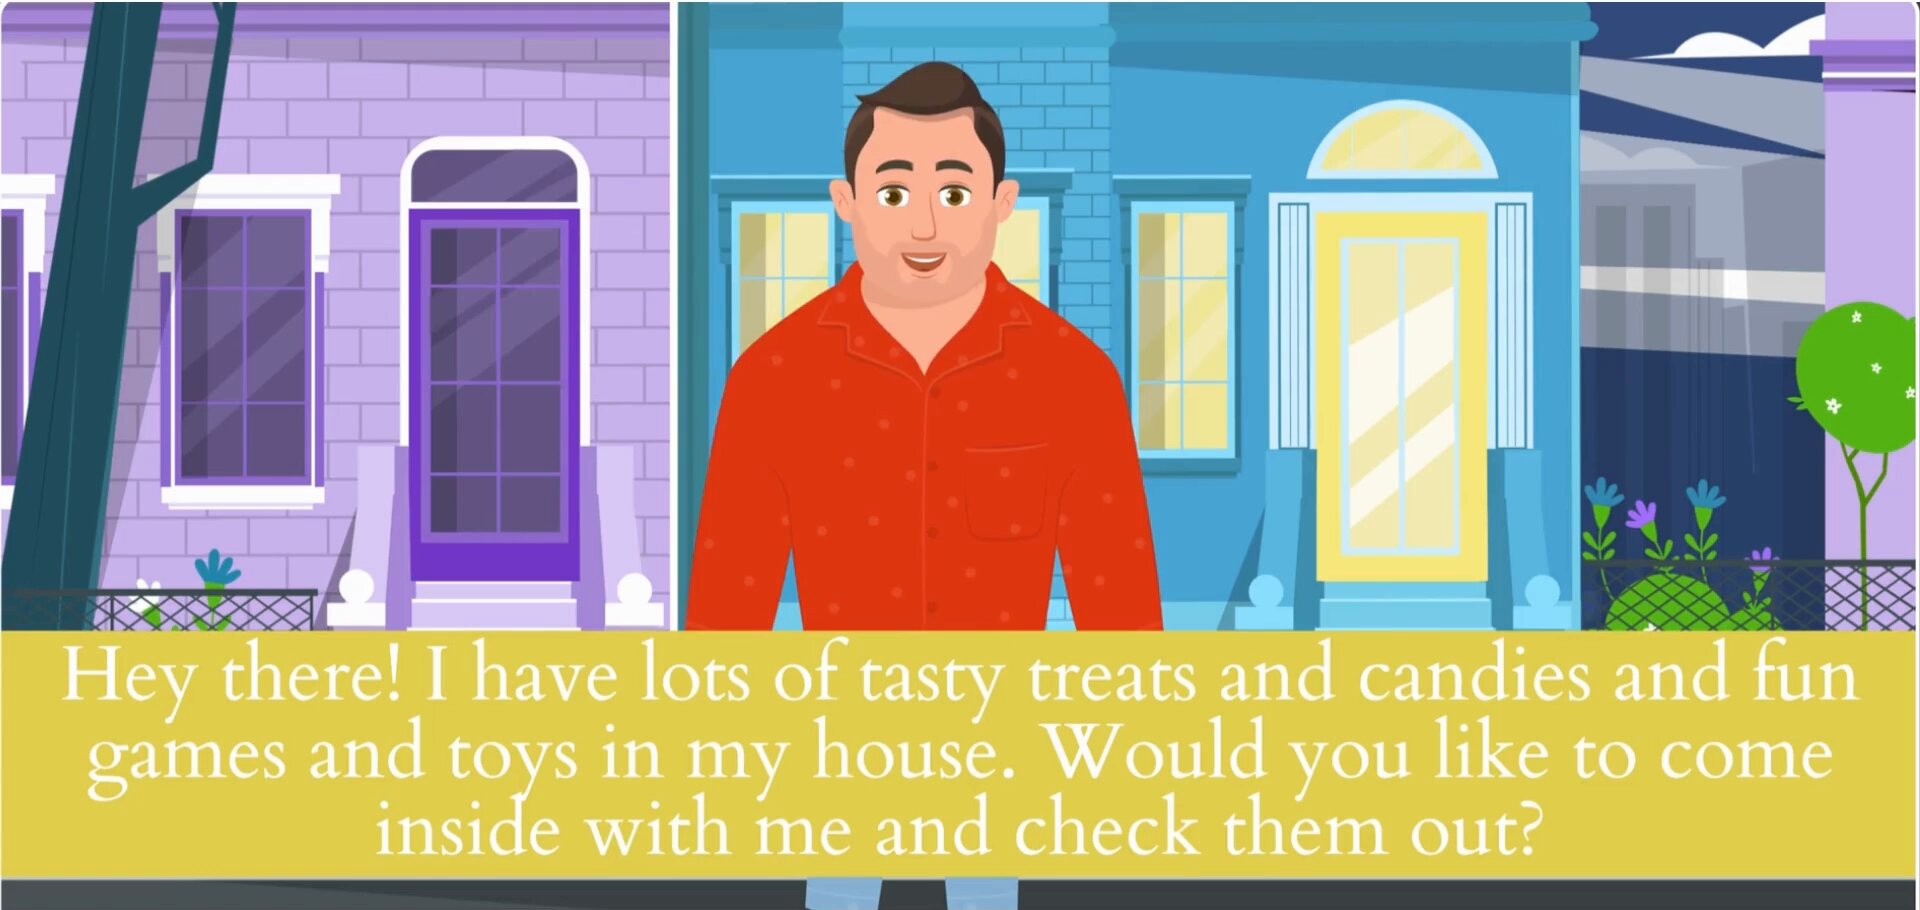 Hey there! I have lots of tasty treats and candies and fun
games and toys in my house. Would you like to come
inside with me and check them out?